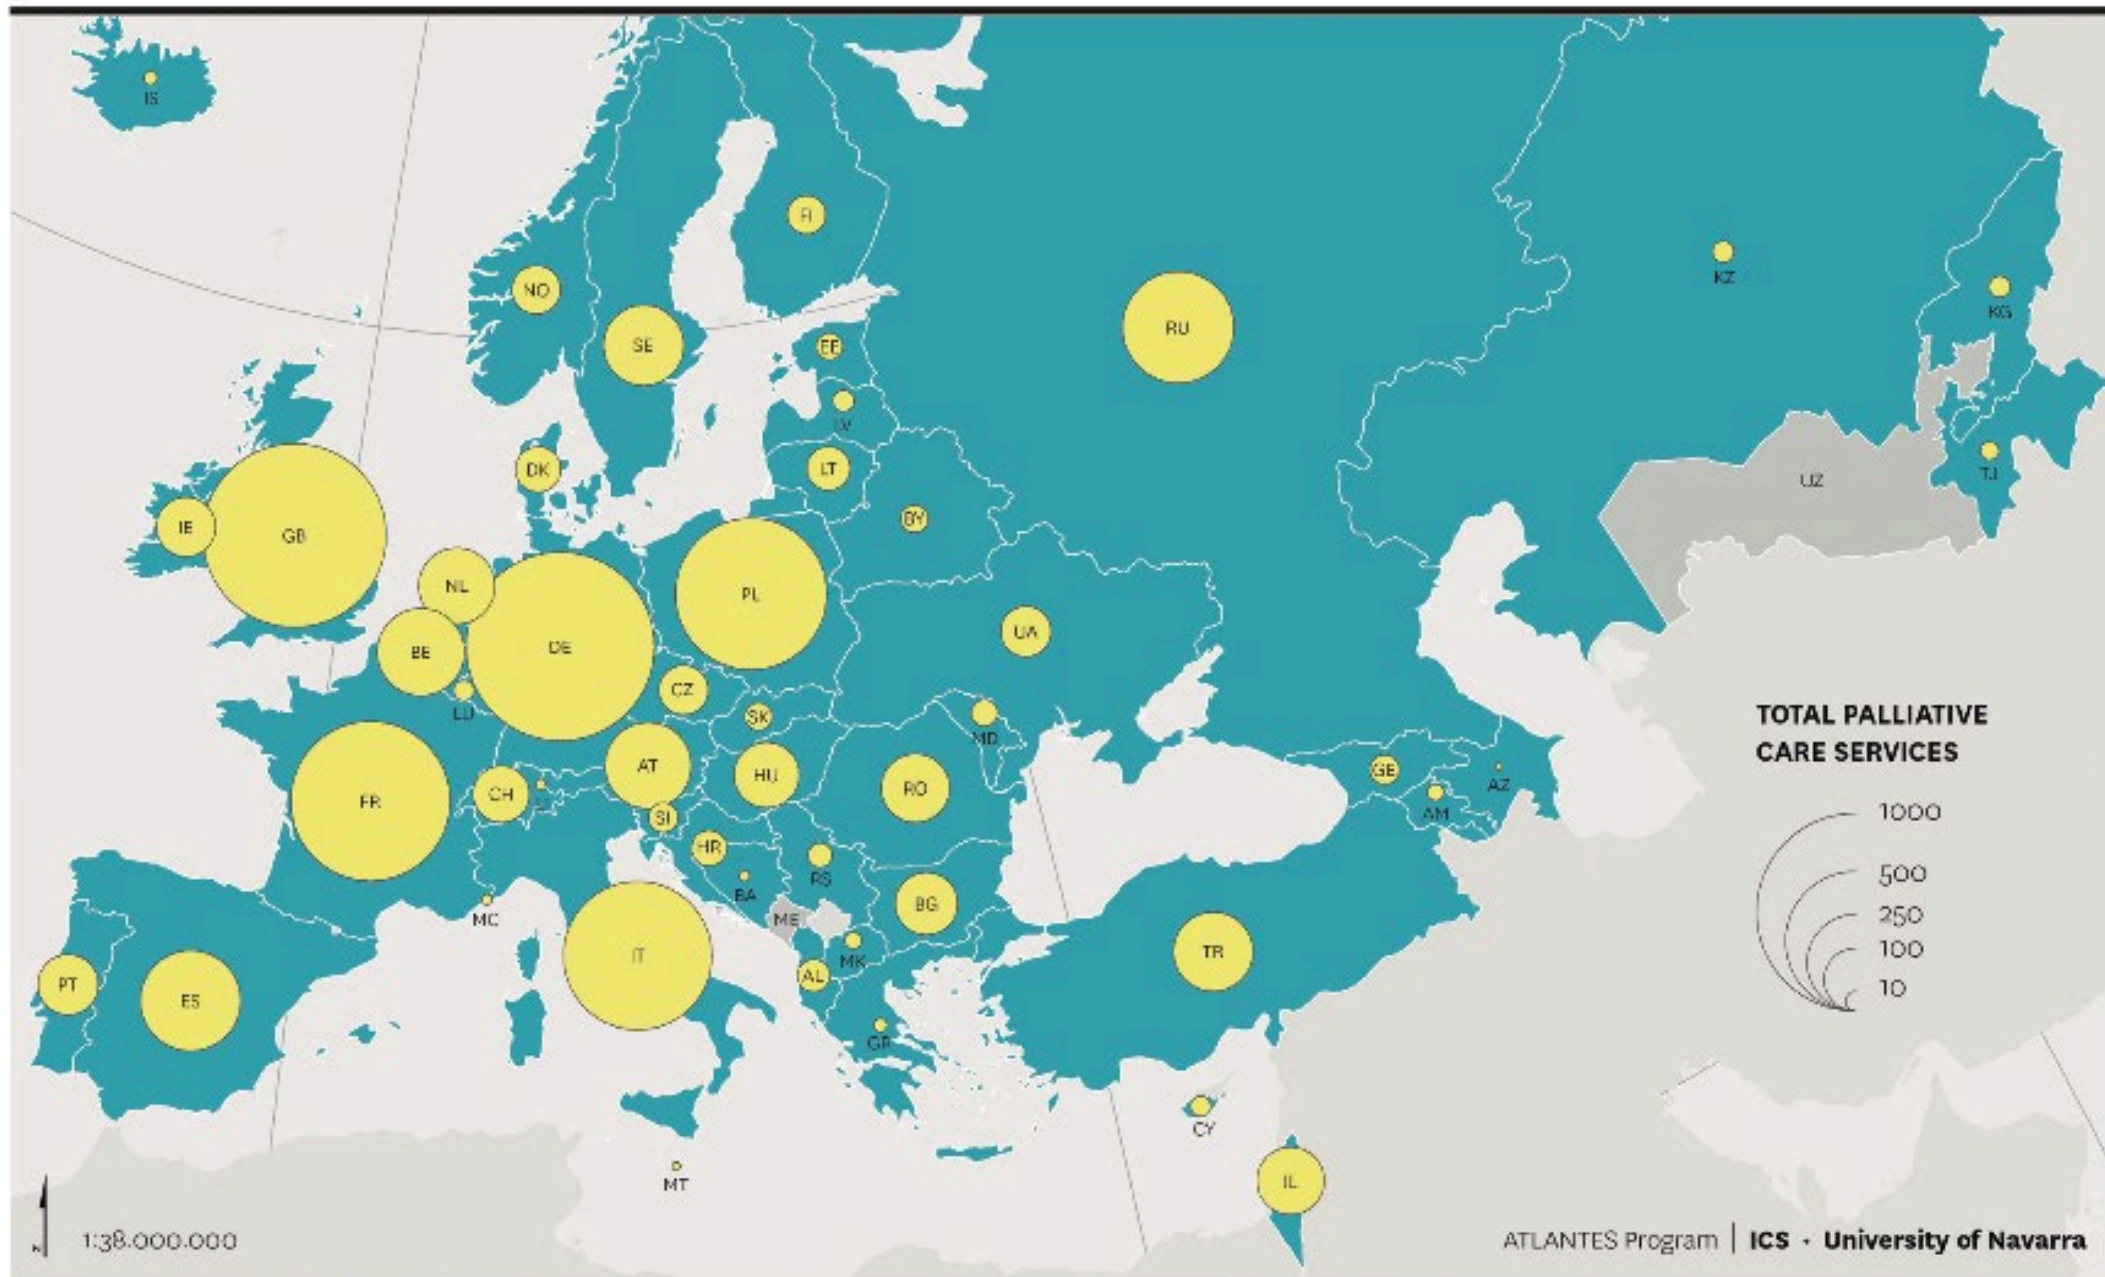 IS
FI
NO
SE
RU
KZ
KG
EE
LV
LT
DK
TJ
UZ
BY
IE
GB
NL
PL
DE
BE
UA
CZ
LU
SK
MD
AT
HU
RO
CH
FR
GE
AZ
AM
SI
HR
RS
BA
BG
MC
ME
MK
IT
TR
AL
PT
ES
GR
CY
MT
IL
TOTAL PALLIATIVE
CARE SERVICES
1000
500
250
100
10
N
1:38.000.000
ATLANTES Program | ICS • University of Navarra